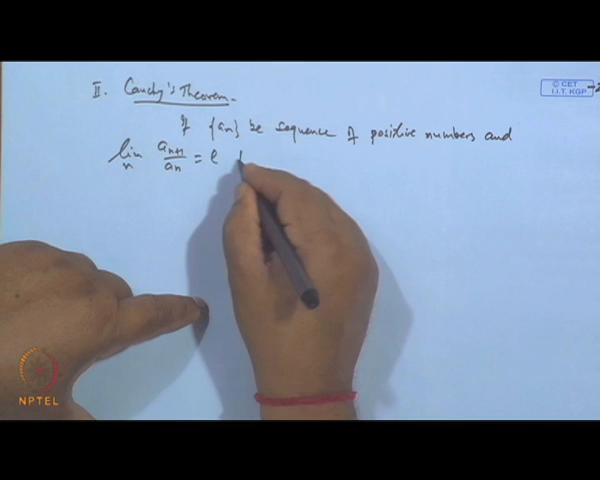 II. Cauchy's Theorem.
© CET
I.I.T. KGP
If {an} be sequence of positive numbers and
lim n an+1/an = l
NPTEL